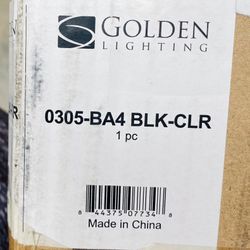 GOLDEN
LIGHTING
0305-BA4 BLK-CLR
1 pc
8 44375 07734 8
Made in China